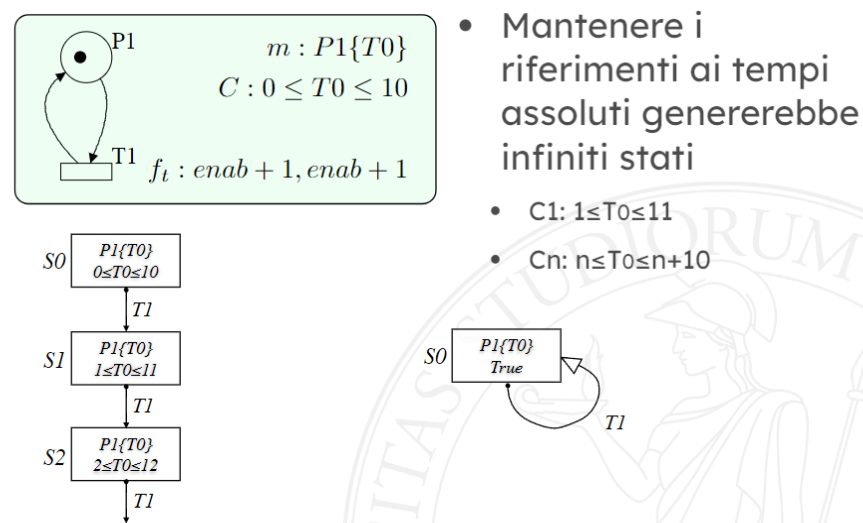 P1
m : P1{T0}
C : 0 ≤ T0 ≤ 10
T1
f_t : enab + 1, enab + 1
• Mantenere i
riferimenti ai tempi
assoluti genererebbe
infiniti stati
• C1: 1≤T0≤11
• Cn: n≤T0≤n+10
S0
P1{T0}
0≤T0≤10
T1
S1
P1{T0}
1≤T0≤11
T1
S2
P1{T0}
2≤T0≤12
T1
S0
P1{T0}
True
T1
STUDIORUM